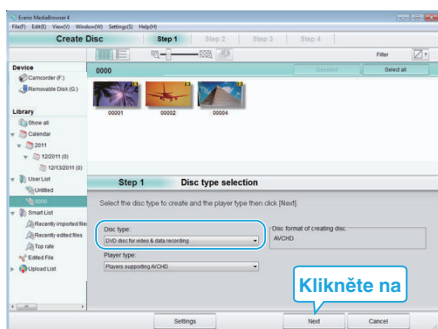 Everio MediaBrowser 4
File(F) Edit(E) View(V) Window(W) Settings(S) Help(H)
Create Disc
Step 1
Step 2
Step 3
Step 4
Filter
Device
Camcorder (F:)
Removable Disk (G:)
0000
Deselect
Select all
00001
00002
00004
Library
Show all
Calendar
2011
12/2011 (0)
12/13/2011 (0)
User List
Untitled
0000
Smart List
Recently imported file
Recently edited files
Top rate
Edited File
Upload List
Step 1 Disc type selection
Select the disc type to create and the player type then click [Next].
Disc type:
DVD disc for video & data recording
Disc format of creating disc:
AVCHD
Player type:
Players supporting AVCHD
Klikněte na
Settings
Next
Cancel